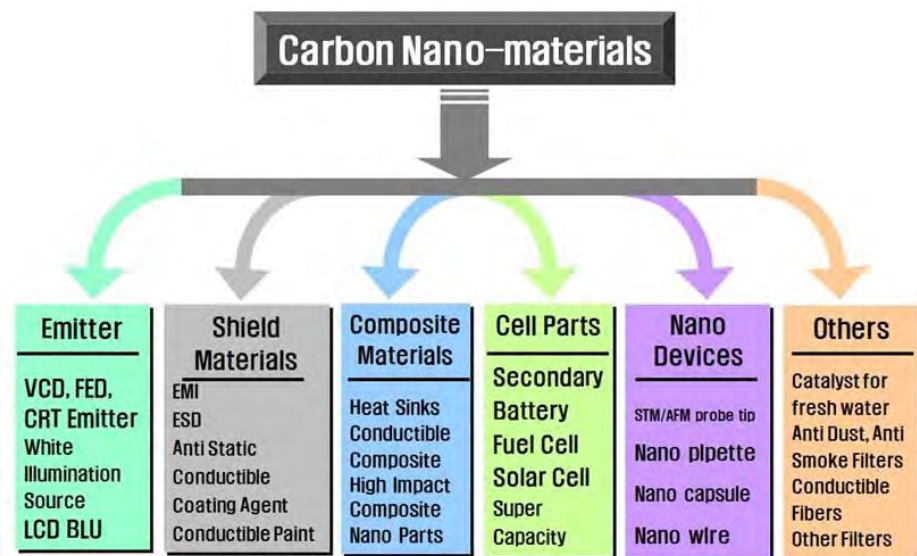 Carbon Nano-materials
Emitter
VCD, FED,
CRT Emitter
White
Illumination
Source
LCD BLU
Shield
Materials
EMI
ESD
Anti Static
Conductible
Coating Agent
Conductible Paint
Composite
Materials
Heat Sinks
Conductible
Composite
High Impact
Composite
Nano Parts
Cell Parts
Secondary
Battery
Fuel Cell
Solar Cell
Super
Capacity
Nano
Devices
STM/AFM probe tip
Nano plpette
Nano capsule
Nano wire
Others
Catalyst for
fresh water
Anti Dust, Anti
Smoke Filters
Conductible
Fibers
Other Filters